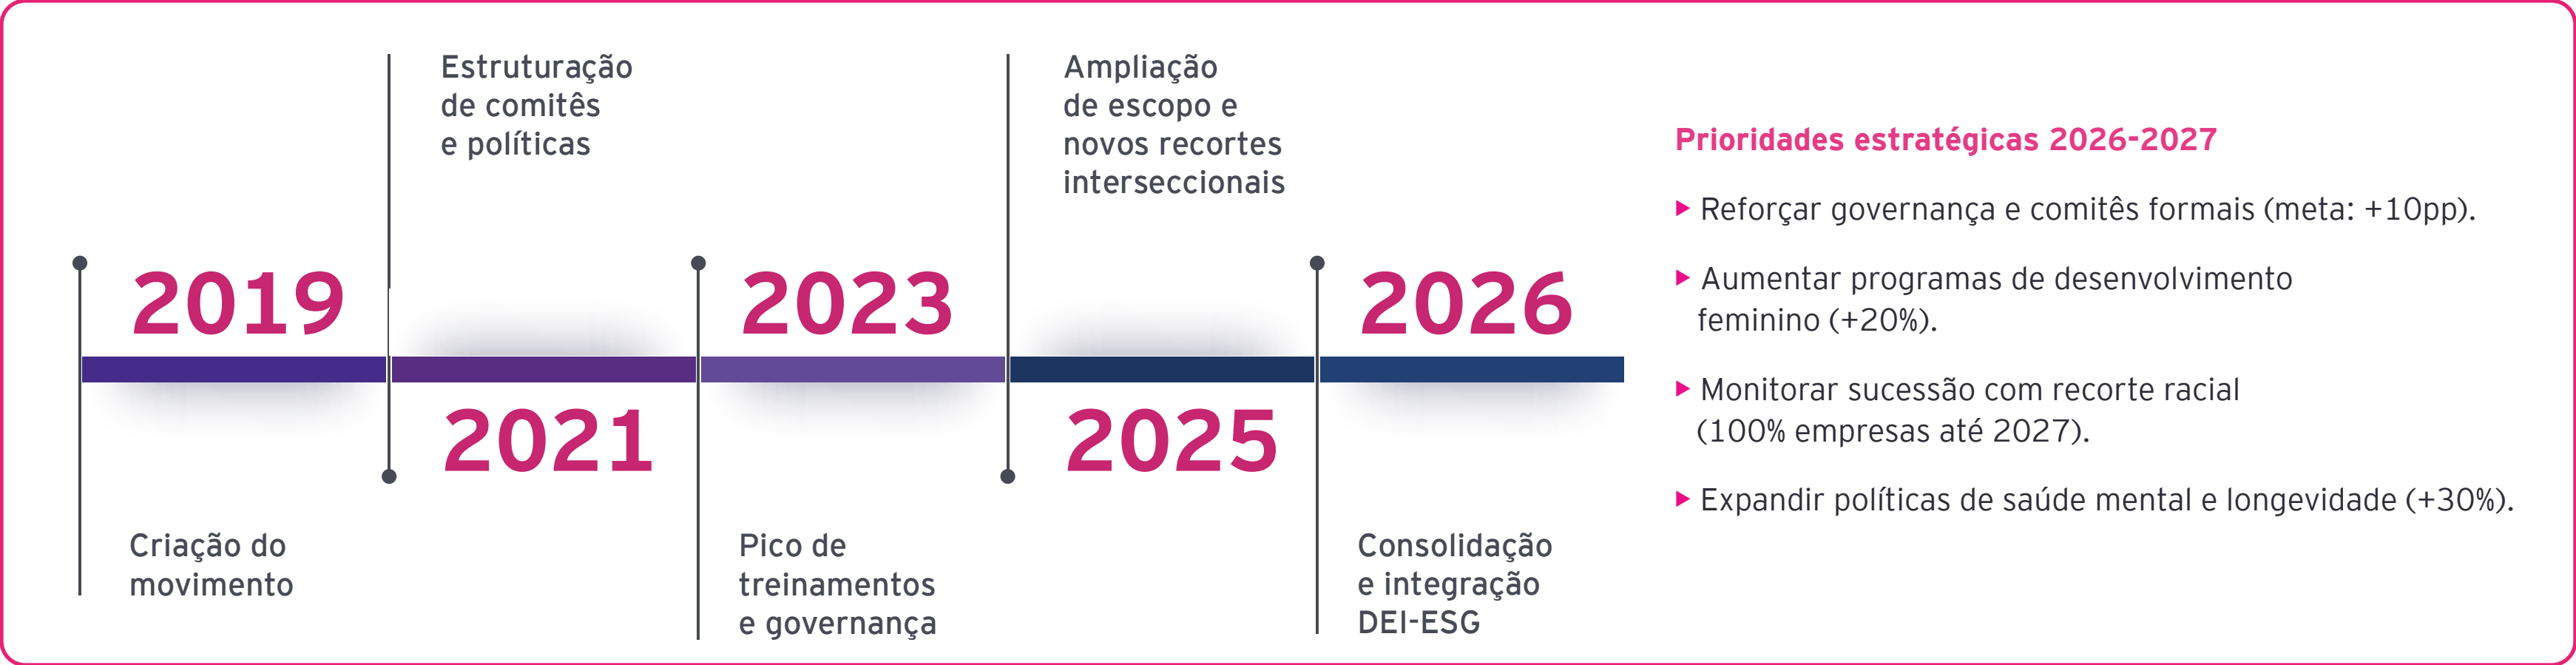 2019
Criação do
movimento
Estruturação
de comitês
e políticas
2021
2023
Pico de
treinamentos
e governança
Ampliação
de escopo e
novos recortes
interseccionais
2025
2026
Consolidação
e integração
DEI-ESG
Prioridades estratégicas 2026-2027
Reforçar governança e comitês formais (meta: +10pp).
Aumentar programas de desenvolvimento
feminino (+20%).
Monitorar sucessão com recorte racial
(100% empresas até 2027).
Expandir políticas de saúde mental e longevidade (+30%).